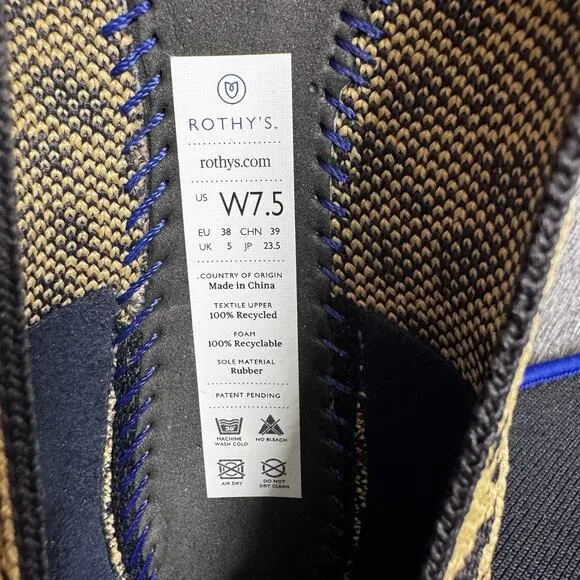 ROTHY'S™
rothys.com
US W7.5
EU 38 CHN 39
UK 5 JP 23.5
COUNTRY OF ORIGIN
Made in China
TEXTILE UPPER
100% Recycled
FOAM
100% Recyclable
SOLE MATERIAL
Rubber
PATENT PENDING
30°
MACHINE WASH COLD
NO BLEACH
AIR DRY
DO NOT DRY CLEAN